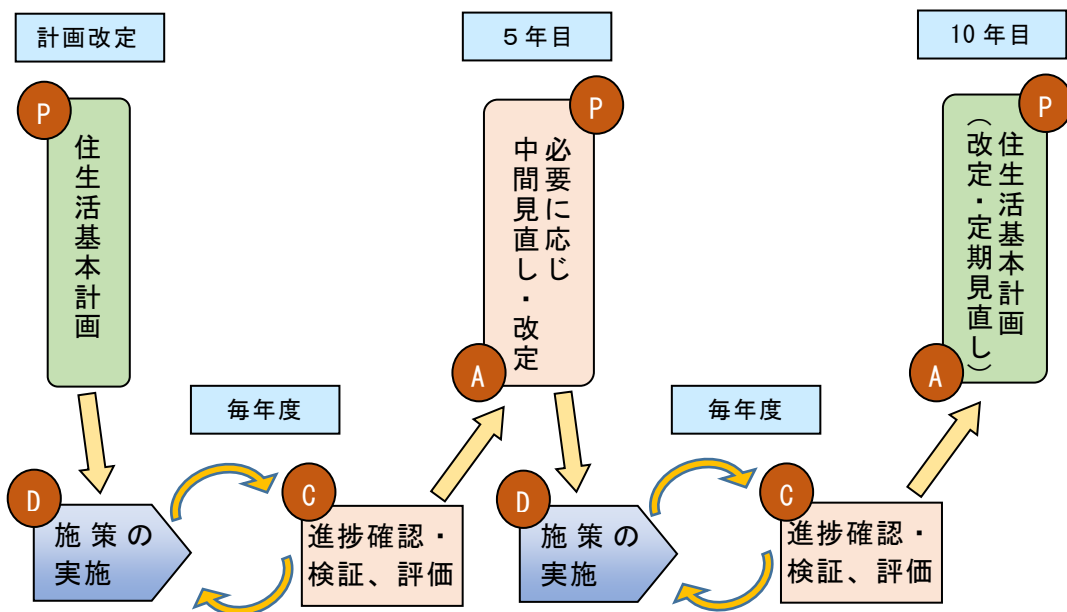 計画改定
P
住生活基本計画
D
施策の
実施
毎年度
C
進捗確認・
検証、評価
５年目
P
必要に応じ
中間見直し・改定
A
D
施策の
実施
毎年度
C
進捗確認・
検証、評価
10年目
P
住生活基本計画
（改定・定期見直し）
A